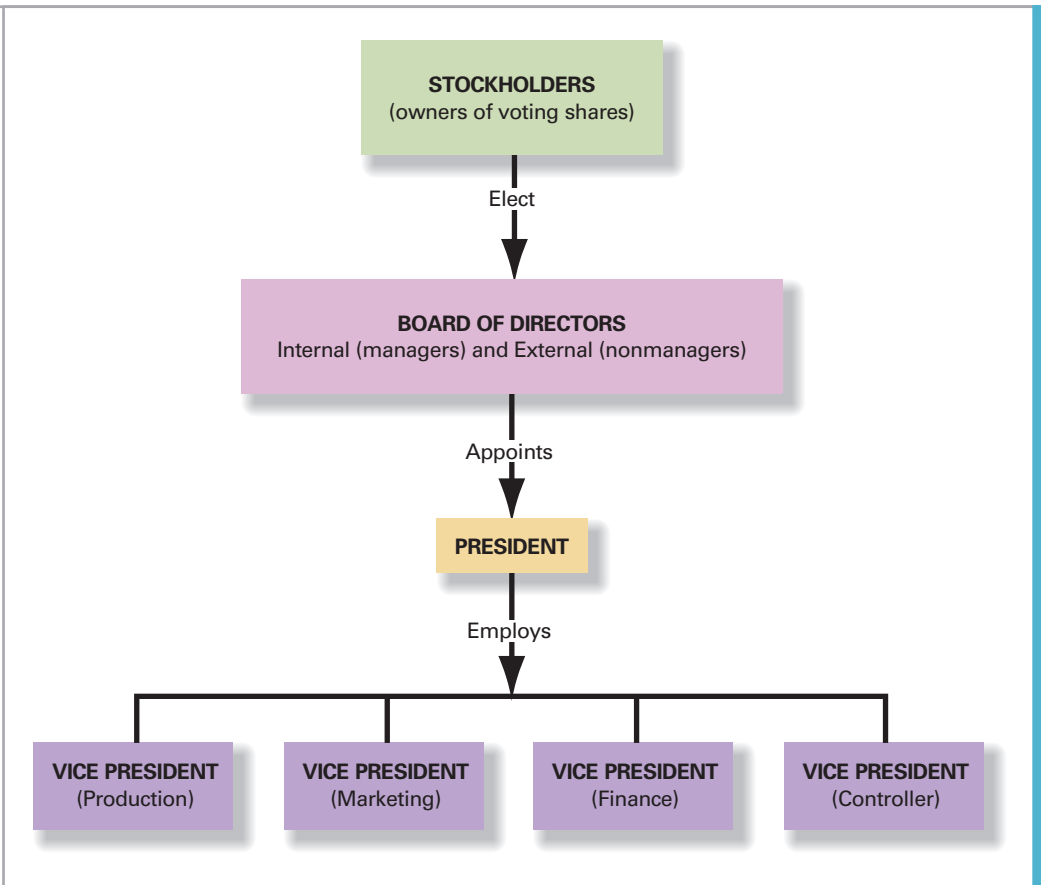 STOCKHOLDERS
(owners of voting shares)
Elect
BOARD OF DIRECTORS
Internal (managers) and External (nonmanagers)
Appoints
PRESIDENT
Employs
VICE PRESIDENT
(Production)
VICE PRESIDENT
(Marketing)
VICE PRESIDENT
(Finance)
VICE PRESIDENT
(Controller)